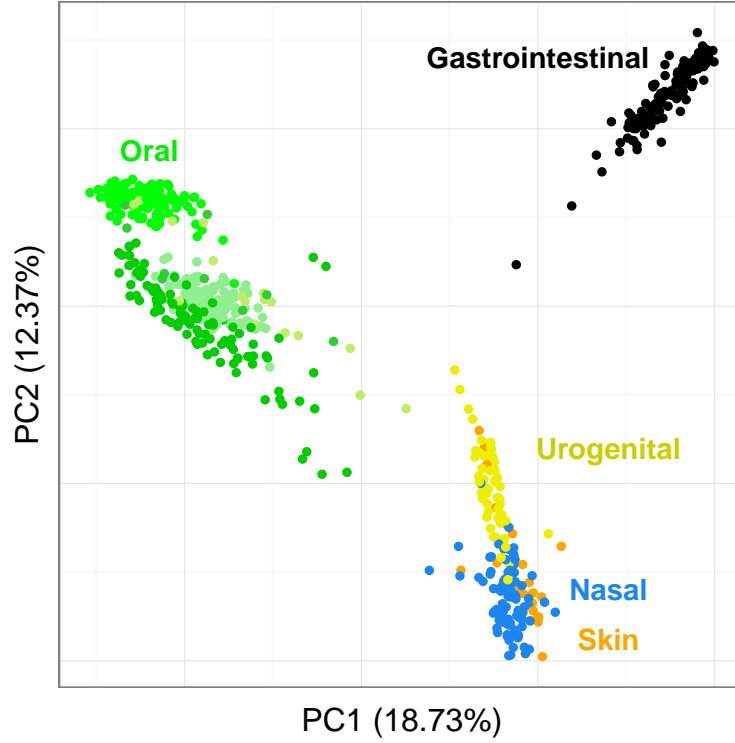 Gastrointestinal
Oral
Urogenital
Nasal
Skin
PC2 (12.37%)
PC1 (18.73%)